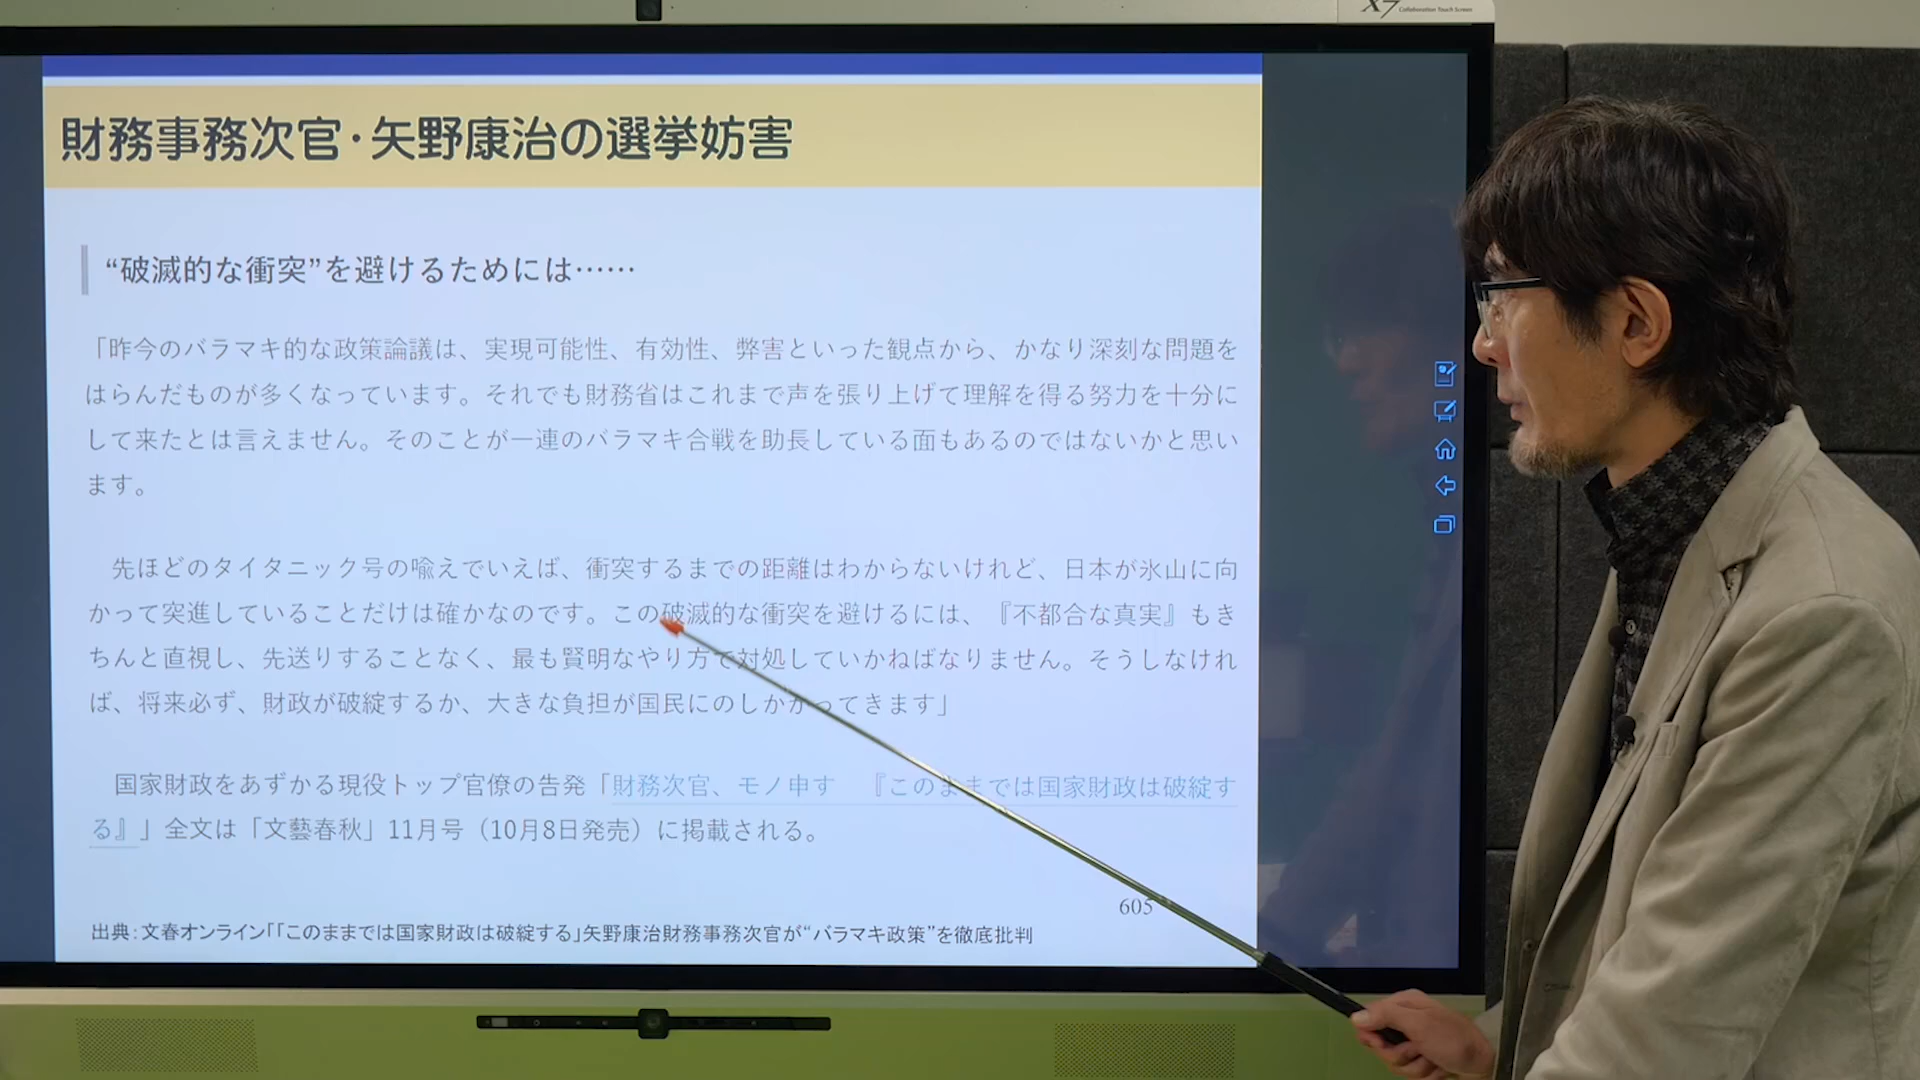 X7 Collaboration Touch Screen
財務事務次官・矢野康治の選挙妨害
“破滅的な衝突”を避けるためには……
「昨今のバラマキ的な政策論議は、実現可能性、有効性、弊害といった観点から、かなり深刻な問題を
はらんだものが多くなっています。それでも財務省はこれまで声を張り上げて理解を得る努力を十分に
して来たとは言えません。そのことが一連のバラマキ合戦を助長している面もあるのではないかと思い
ます。
先ほどのタイタニック号の喩えでいえば、衝突するまでの距離はわからないけれど、日本が氷山に向
かって突進していることだけは確かなのです。この破滅的な衝突を避けるには、『不都合な真実』もき
ちんと直視し、先送りすることなく、最も賢明なやり方で対処していかねばなりません。そうしなけれ
ば、将来必ず、財政が破綻するか、大きな負担が国民にのしかかってきます」
国家財政をあずかる現役トップ官僚の告発「財務次官、モノ申す　『このままでは国家財政は破綻す
る』」全文は「文藝春秋」11月号（10月8日発売）に掲載される。
605
出典：文春オンライン「「このままでは国家財政は破綻する」矢野康治財務事務次官が“バラマキ政策”を徹底批判